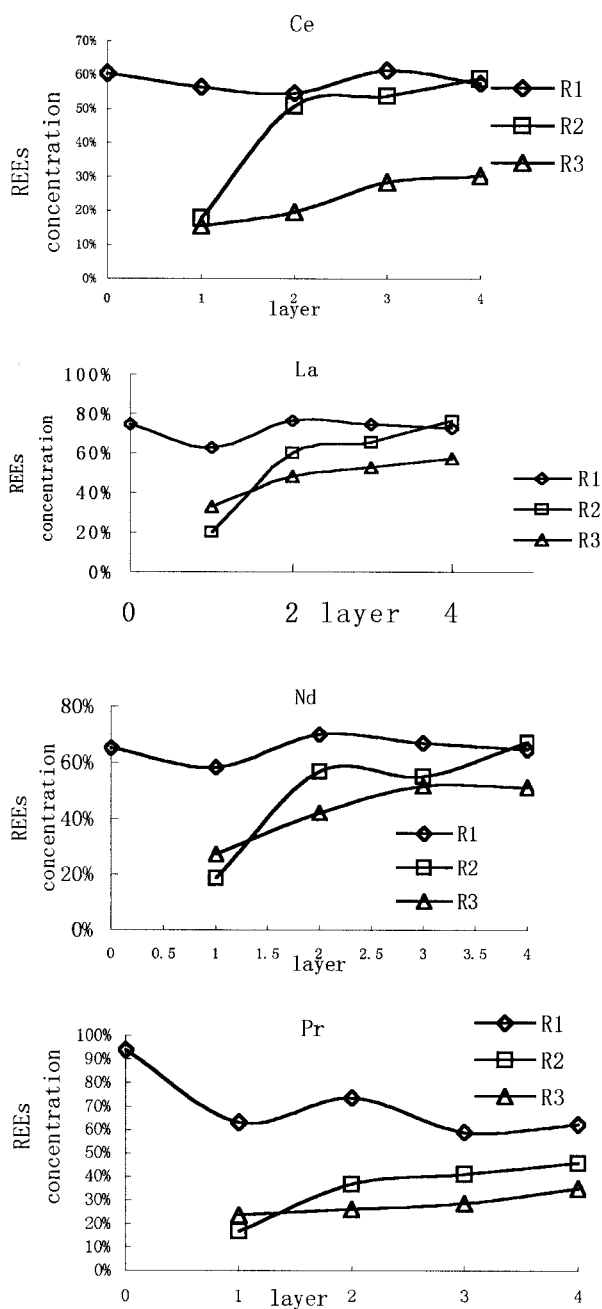 Ce
70%
60%
50%
40%
30%
20%
10%
0%
REEs
concentration
0 1 2 3 4
layer
R1
R2
R3
La
100%
80%
60%
40%
20%
0%
REEs
concentration
0 2 layer 4
R1
R2
R3
Nd
80%
60%
40%
20%
0%
REEs
concentration
0 0.5 1 1.5 2 2.5 3 3.5 4
layer
R1
R2
R3
Pr
100%
90%
80%
70%
60%
50%
40%
30%
20%
10%
0%
REEs
concentration
0 1 2 3 4
layer
R1
R2
R3